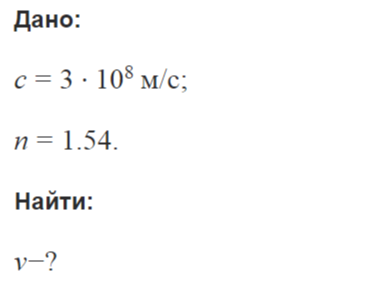 Дано:
c = 3 · 10⁸ м/с;
n = 1.54.
Найти:
v−?